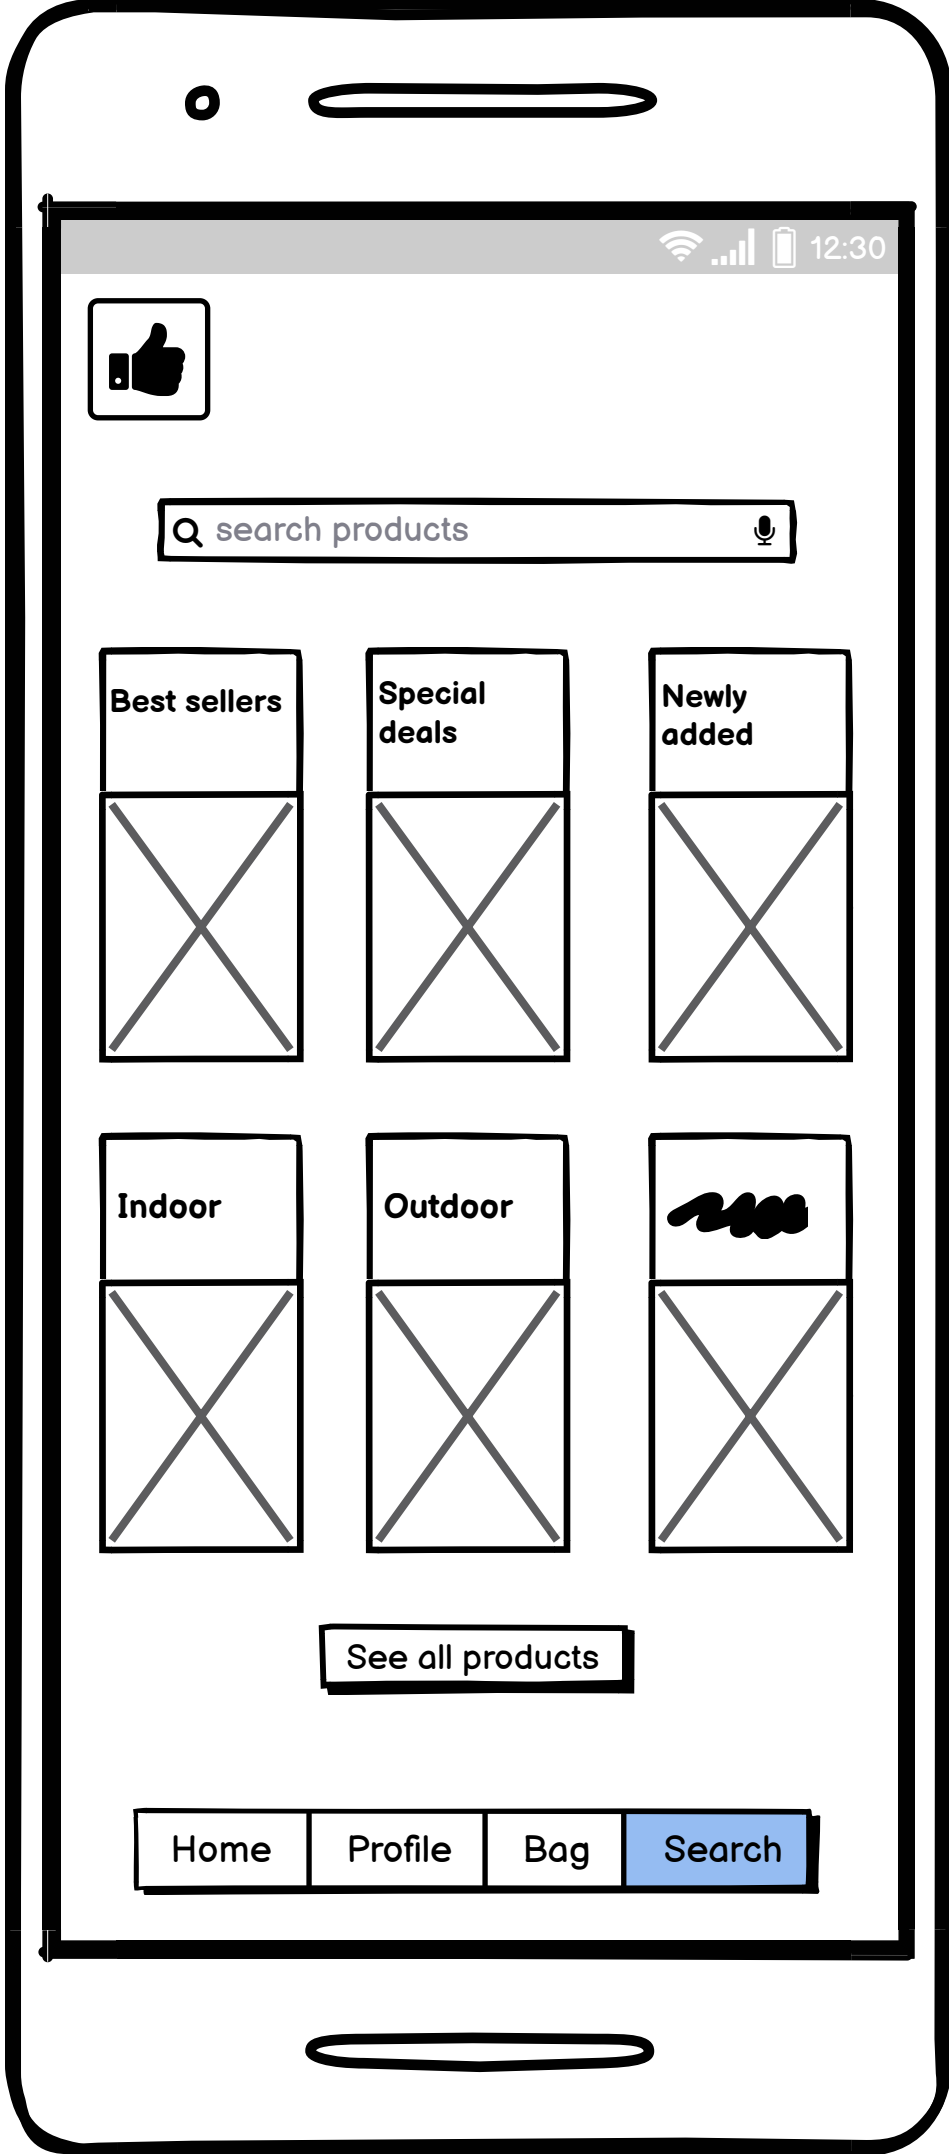 12:30
search products
Best sellers
Special
deals
Newly
added
Indoor
Outdoor
See all products
Home
Profile
Bag
Search